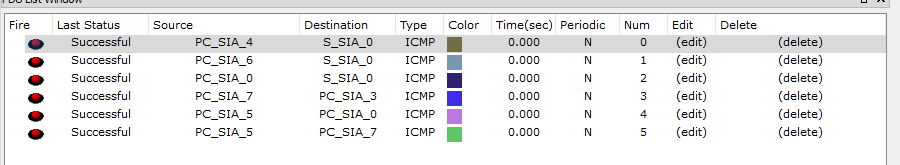 PDU List Window
Fire Last Status Source Destination Type Color Time(sec) Periodic Num Edit Delete
Successful PC_SIA_4 S_SIA_0 ICMP 0.000 N 0 (edit) (delete)
Successful PC_SIA_6 S_SIA_0 ICMP 0.000 N 1 (edit) (delete)
Successful PC_SIA_0 S_SIA_0 ICMP 0.000 N 2 (edit) (delete)
Successful PC_SIA_7 PC_SIA_3 ICMP 0.000 N 3 (edit) (delete)
Successful PC_SIA_5 PC_SIA_0 ICMP 0.000 N 4 (edit) (delete)
Successful PC_SIA_5 PC_SIA_7 ICMP 0.000 N 5 (edit) (delete)